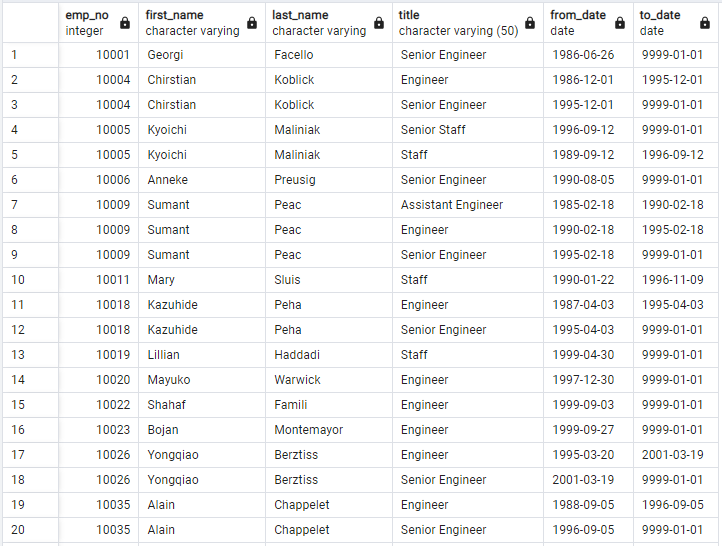 emp_no first_name last_name title from_date to_date
integer character varying character varying character varying (50) date date
1 10001 Georgi Facello Senior Engineer 1986-06-26 9999-01-01
2 10004 Chirstian Koblick Engineer 1986-12-01 1995-12-01
3 10004 Chirstian Koblick Senior Engineer 1995-12-01 9999-01-01
4 10005 Kyoichi Maliniak Senior Staff 1996-09-12 9999-01-01
5 10005 Kyoichi Maliniak Staff 1989-09-12 1996-09-12
6 10006 Anneke Preusig Senior Engineer 1990-08-05 9999-01-01
7 10009 Sumant Peac Assistant Engineer 1985-02-18 1990-02-18
8 10009 Sumant Peac Engineer 1990-02-18 1995-02-18
9 10009 Sumant Peac Senior Engineer 1995-02-18 9999-01-01
10 10011 Mary Sluis Staff 1990-01-22 1996-11-09
11 10018 Kazuhide Peha Engineer 1987-04-03 1995-04-03
12 10018 Kazuhide Peha Senior Engineer 1995-04-03 9999-01-01
13 10019 Lillian Haddadi Staff 1999-04-30 9999-01-01
14 10020 Mayuko Warwick Engineer 1997-12-30 9999-01-01
15 10022 Shahaf Famili Engineer 1999-09-03 9999-01-01
16 10023 Bojan Montemayor Engineer 1999-09-27 9999-01-01
17 10026 Yongqiao Berztiss Engineer 1995-03-20 2001-03-19
18 10026 Yongqiao Berztiss Senior Engineer 2001-03-19 9999-01-01
19 10035 Alain Chappelet Engineer 1988-09-05 1996-09-05
20 10035 Alain Chappelet Senior Engineer 1996-09-05 9999-01-01